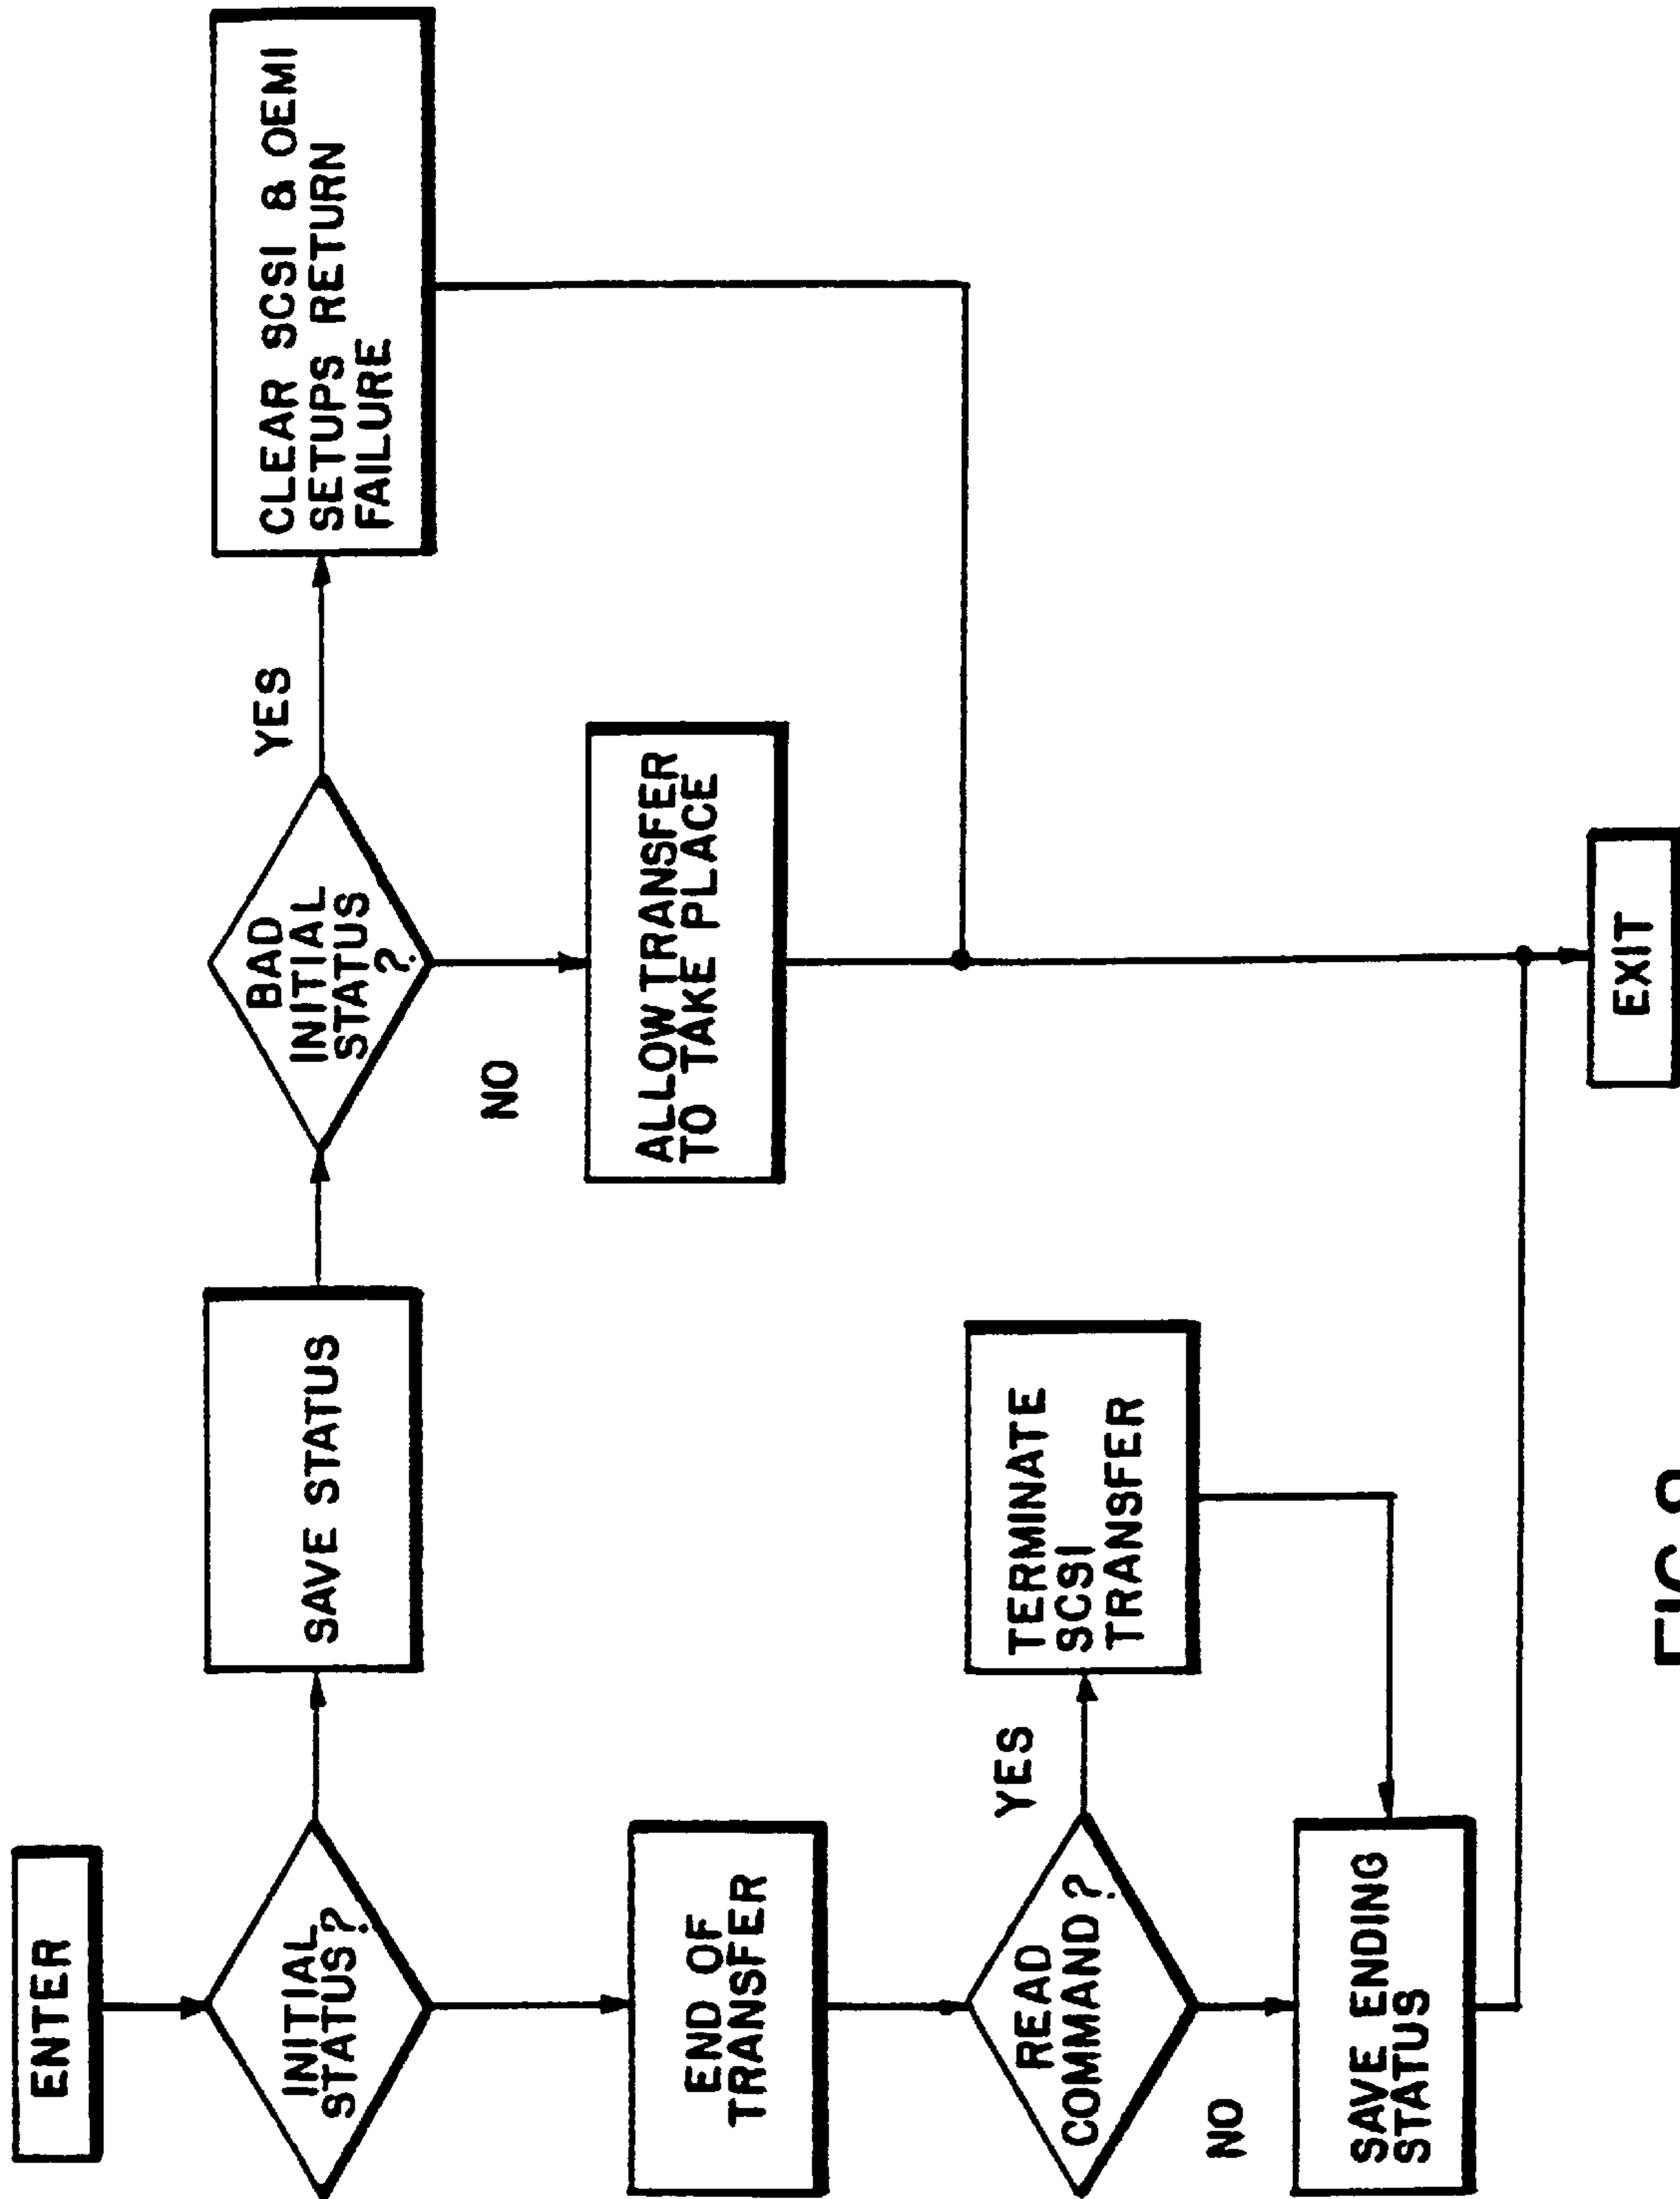 ENTER
INITIAL
STATUS?
SAVE STATUS
BAD
INITIAL
STATUS
?
YES
CLEAR SCSI & OEMI
SETUPS RETURN
FAILURE
NO
ALLOW TRANSFER
TO TAKE PLACE
END OF
TRANSFER
READ
COMMAND?
YES
TERMINATE
SCSI
TRANSFER
NO
SAVE ENDING
STATUS
EXIT